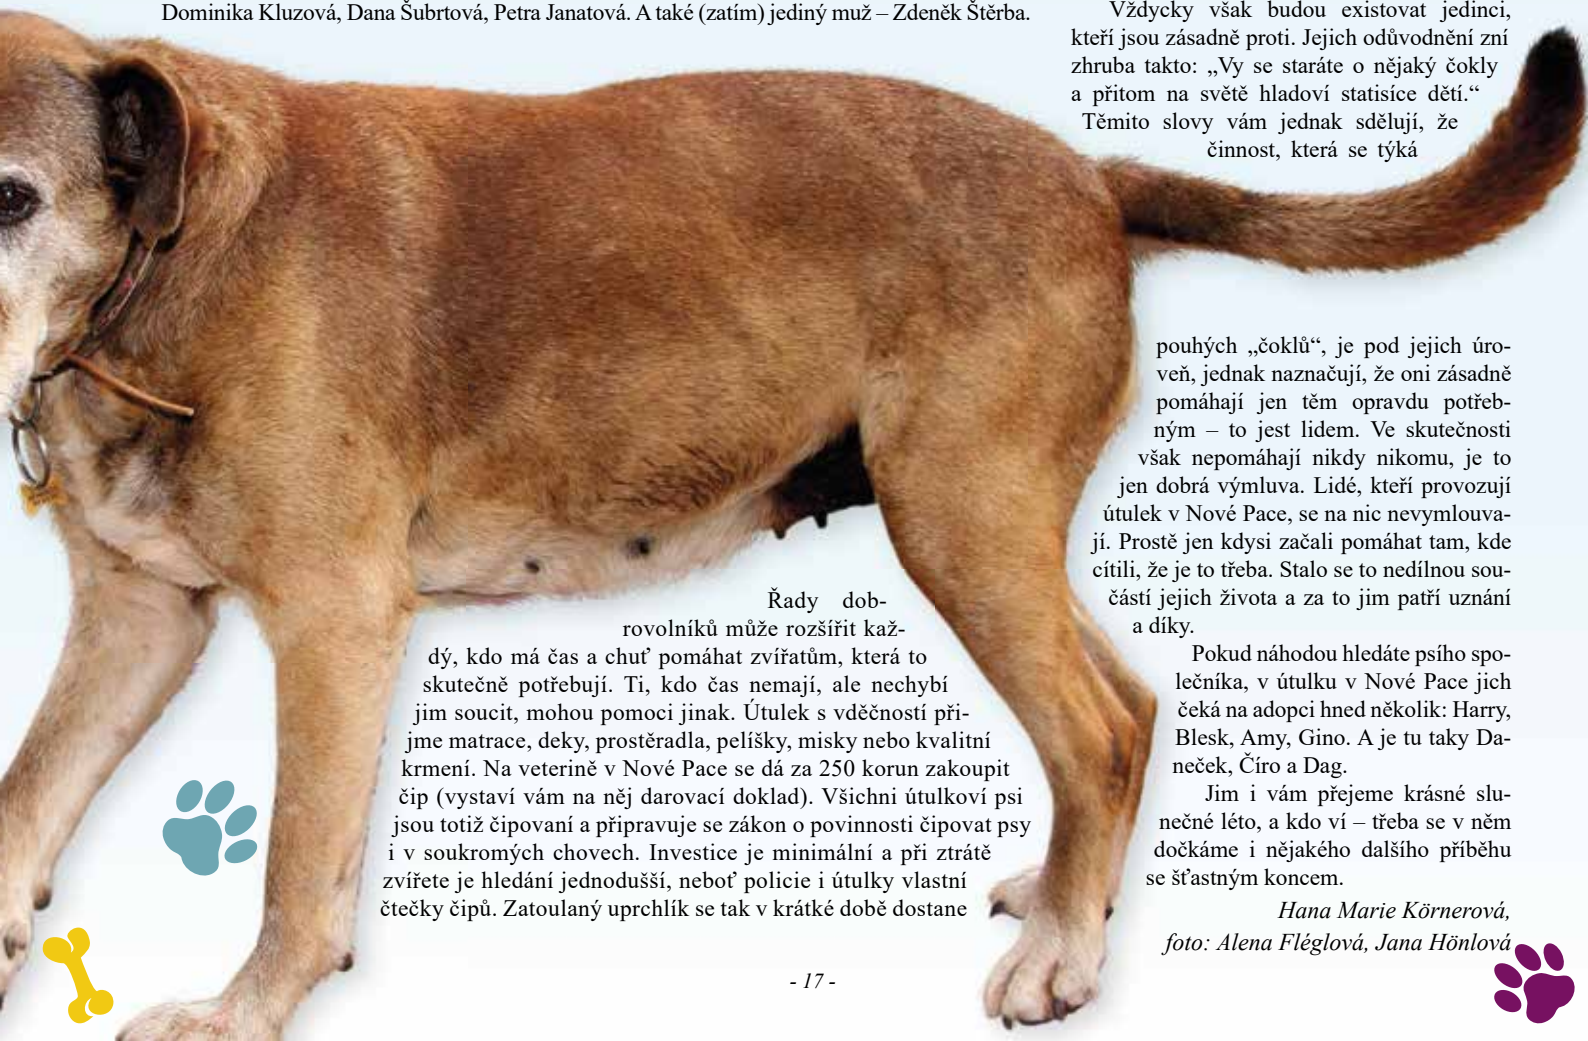 Dominika Kluzová, Dana Šubrtová, Petra Janatová. A také (zatím) jediný muž – Zdeněk Štěrba.
Řady dob-
rovolníků může rozšířit kaž-
dý, kdo má čas a chuť pomáhat zvířatům, která to
skutečně potřebují. Ti, kdo čas nemají, ale nechybí
jim soucit, mohou pomoci jinak. Útulek s vděčností při-
jme matrace, deky, prostěradla, pelíšky, misky nebo kvalitní
krmení. Na veterině v Nové Pace se dá za 250 korun zakoupit
čip (vystaví vám na něj darovací doklad). Všichni útulkoví psi
jsou totiž čipovaní a připravuje se zákon o povinnosti čipovat psy
i v soukromých chovech. Investice je minimální a při ztrátě
zvířete je hledání jednodušší, neboť policie i útulky vlastní
čtečky čipů. Zatoulaný uprchlík se tak v krátké době dostane
Vždycky však budou existovat jedinci,
kteří jsou zásadně proti. Jejich odůvodnění zní
zhruba takto: „Vy se staráte o nějaký čokly
a přitom na světě hladoví statisíce dětí.“
Těmito slovy vám jednak sdělují, že
činnost, která se týká
pouhých „čoklů“, je pod jejich úro-
veň, jednak naznačují, že oni zásadně
pomáhají jen těm opravdu potřeb-
ným – to jest lidem. Ve skutečnosti
však nepomáhají nikdy nikomu, je to
jen dobrá výmluva. Lidé, kteří provozují
útulek v Nové Pace, se na nic nevymlouva-
jí. Prostě jen kdysi začali pomáhat tam, kde
cítili, že je to třeba. Stalo se to nedílnou sou-
částí jejich života a za to jim patří uznání
a díky.
Pokud náhodou hledáte psího spo-
lečníka, v útulku v Nové Pace jich
čeká na adopci hned několik: Harry,
Blesk, Amy, Gino. A je tu taky Da-
neček, Číro a Dag.
Jim i vám přejeme krásné slu-
nečné léto, a kdo ví – třeba se v něm
dočkáme i nějakého dalšího příběhu
se šťastným koncem.
Hana Marie Körnerová,
foto: Alena Fléglová, Jana Hönlová
- 17 -